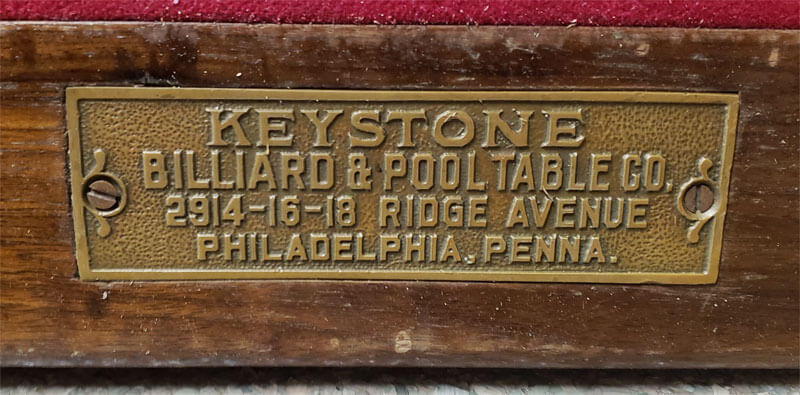 KEYSTONE
BILLIARD & POOL TABLE CO.
2914-16-18 RIDGE AVENUE
PHILADELPHIA, PENNA.